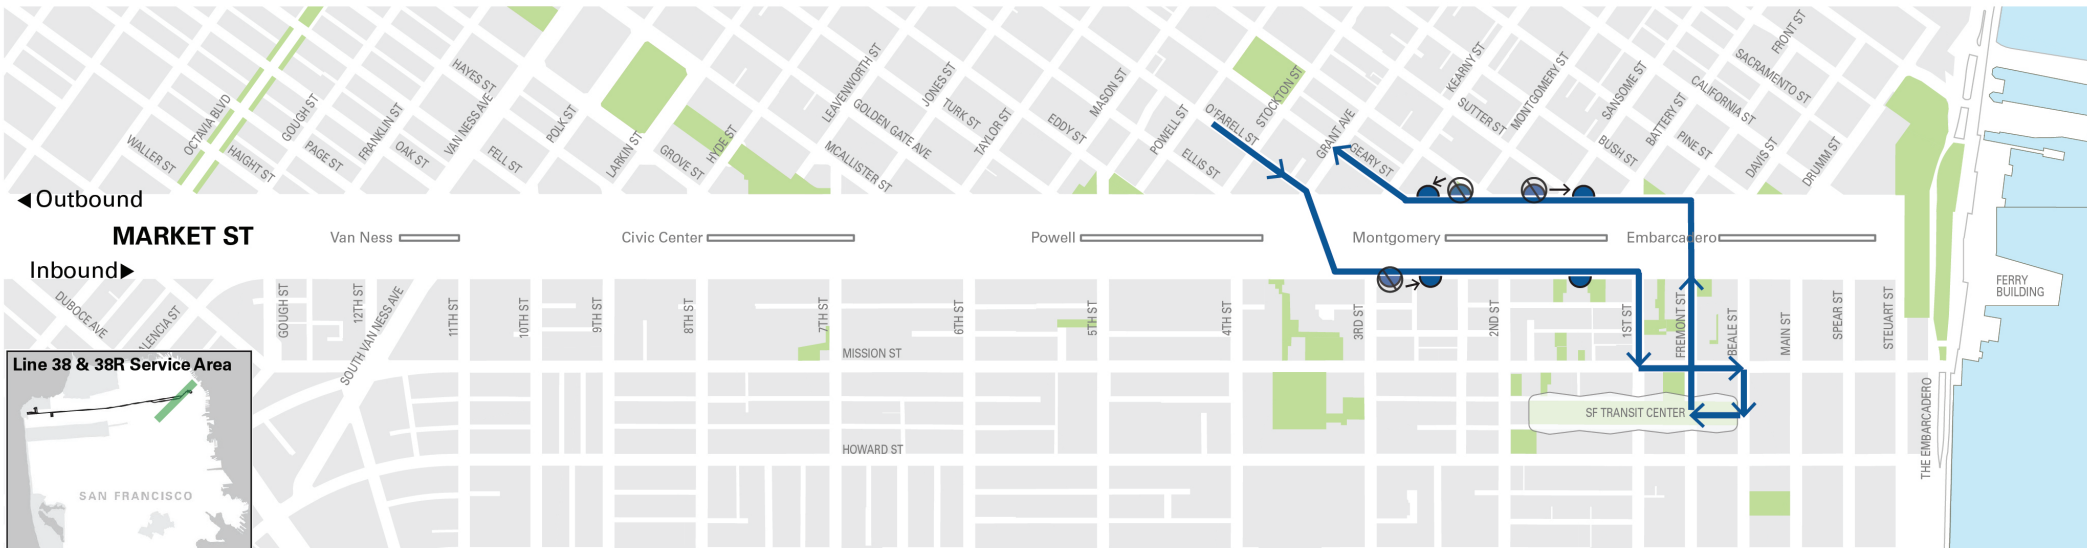 OCTAVIA BLVD
WALLER ST
HAIGHT ST
GOUGH ST
PAGE ST
FRANKLIN ST
OAK ST
HAYES ST
VAN NESS AVE
FELL ST
POLK ST
LARKIN ST
GROVE ST
HYDE ST
LEAVENWORTH ST
GOLDEN GATE AVE
MCALLISTER ST
JONES ST
TURK ST
TAYLOR ST
EDDY ST
MASON ST
POWELL ST
ELLIS ST
O'FARELL ST
STOCKTON ST
GRANT AVE
GEARY ST
KEARNY ST
SUTTER ST
MONTGOMERY ST
BUSH ST
SANSOME ST
BATTERY ST
PINE ST
CALIFORNIA ST
SACRAMENTO ST
FRONT ST
DAVIS ST
DRUMM ST
Outbound
MARKET ST
Inbound
Van Ness
Civic Center
Powell
Montgomery
Embarcadero
DUBOCE AVE
ALENCIA ST
GOUGH ST
12TH ST
SOUTH VAN NESS AVE
11TH ST
10TH ST
9TH ST
8TH ST
7TH ST
6TH ST
5TH ST
4TH ST
3RD ST
2ND ST
1ST ST
FREMONT ST
BEALE ST
MAIN ST
SPEAR ST
STEUART ST
FERRY
BUILDING
MISSION ST
SF TRANSIT CENTER
HOWARD ST
THE EMBARCADERO
Line 38 & 38R Service Area
SAN FRANCISCO